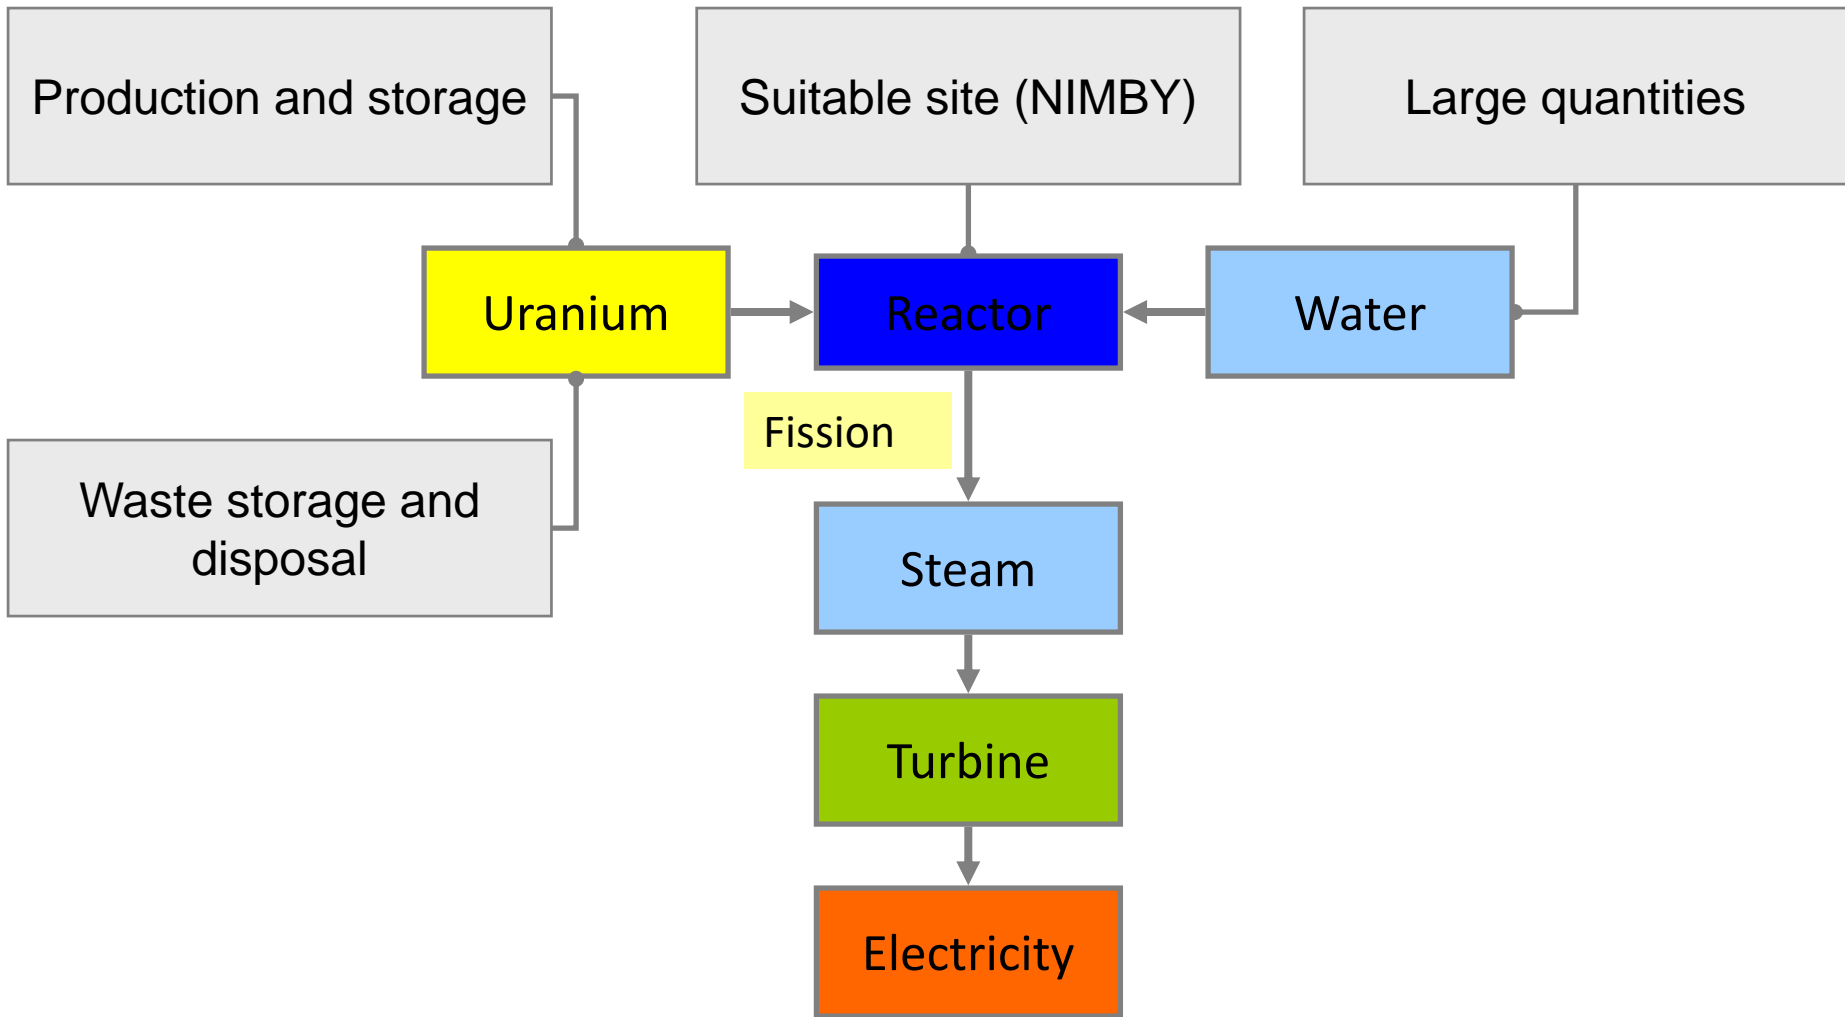 Production and storage
Suitable site (NIMBY)
Large quantities
Uranium
Reactor
Water
Fission
Waste storage and
disposal
Steam
Turbine
Electricity